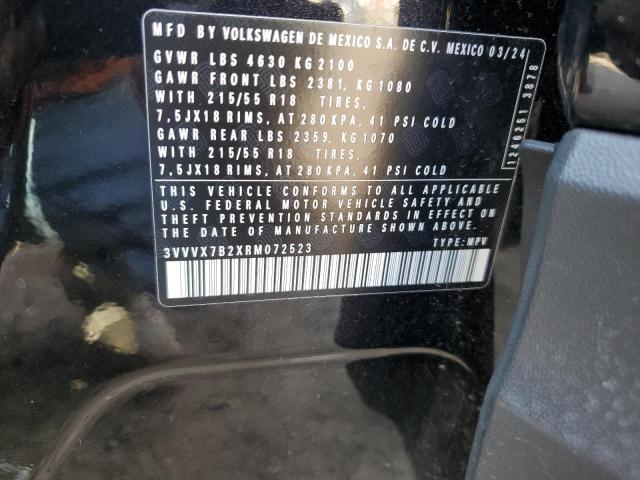 MFD BY VOLKSWAGEN DE MEXICO S.A. DE C.V. MEXICO 03/24
GVWR LBS 4630 KG 2100
GAWR FRONT LBS 2381, KG 1080
WITH 215/55 R18 TIRES,
7,5JX18 RIMS, AT 280 KPA, 41 PSI COLD
GAWR REAR LBS 2359, KG 1070
WITH 215/55 R18 TIRES,
7,5JX18 RIMS, AT 280 KPA, 41 PSI COLD
THIS VEHICLE CONFORMS TO ALL APPLICABLE
U.S. FEDERAL MOTOR VEHICLE SAFETY AND
THEFT PREVENTION STANDARDS IN EFFECT ON
THE DATE OF MANUFACTURE SHOWN ABOVE.
3VVVX7B2XRM072523 TYPE: MPV
1246251 3878